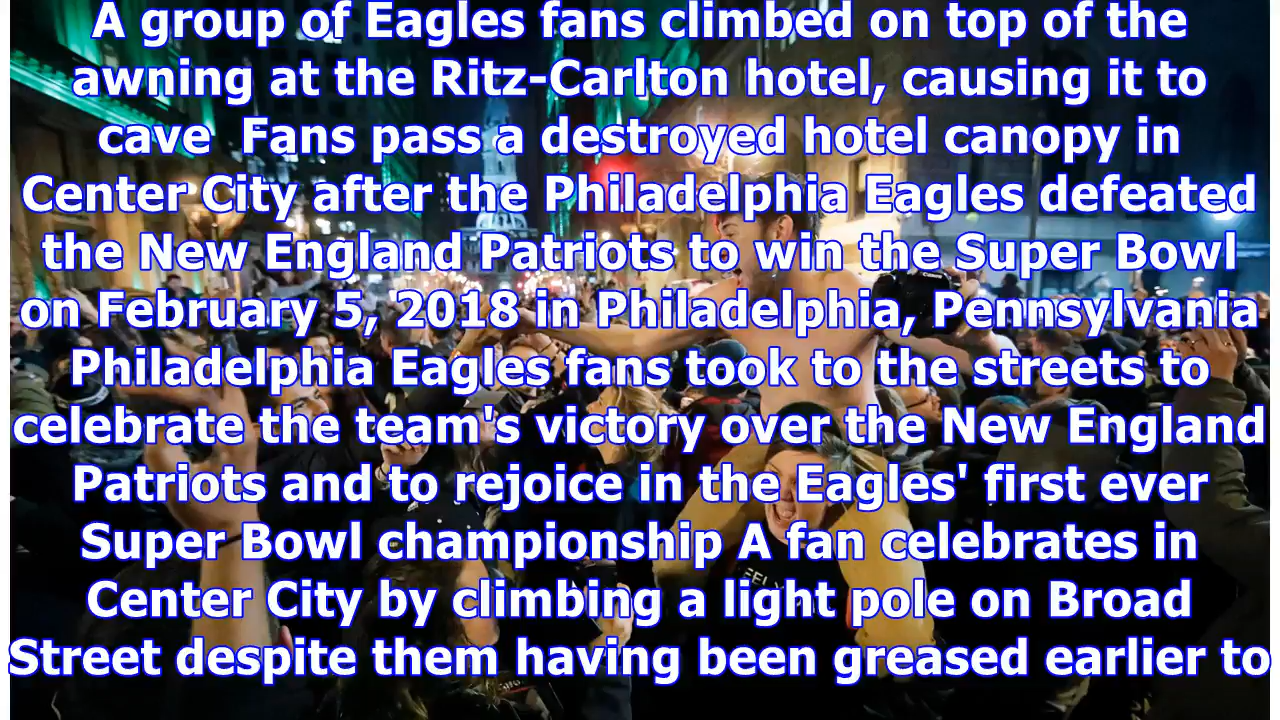 A group of Eagles fans climbed on top of the
awning at the Ritz-Carlton hotel, causing it to
cave  Fans pass a destroyed hotel canopy in
Center City after the Philadelphia Eagles defeated
the New England Patriots to win the Super Bowl
on February 5, 2018 in Philadelphia, Pennsylvania
Philadelphia Eagles fans took to the streets to
celebrate the team's victory over the New England
Patriots and to rejoice in the Eagles' first ever
Super Bowl championship A fan celebrates in
Center City by climbing a light pole on Broad
Street despite them having been greased earlier to
Canon